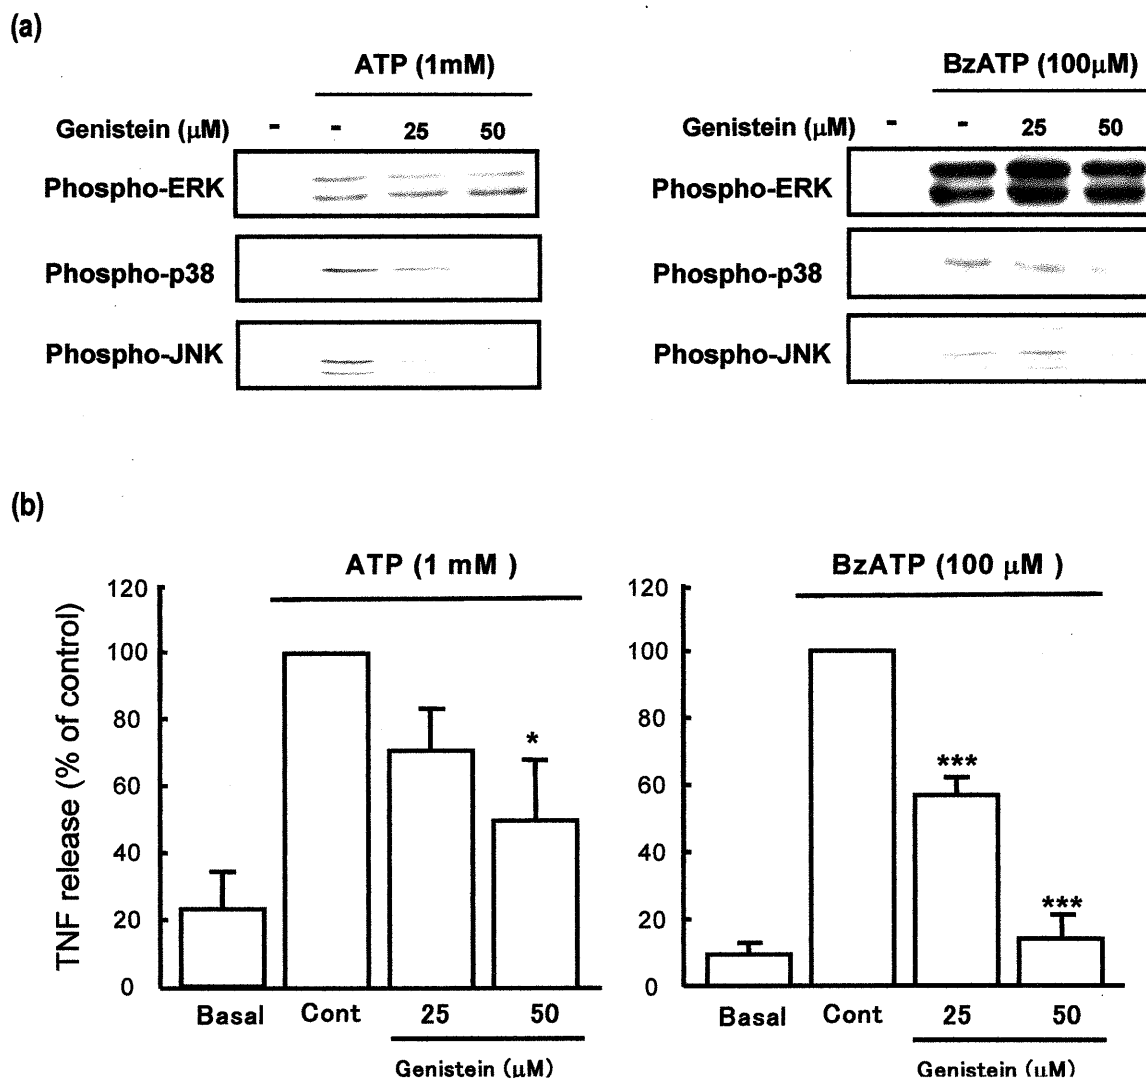 (a)
ATP (1mM)
Genistein (μM) - - 25 50
Phospho-ERK
Phospho-p38
Phospho-JNK
BzATP (100μM)
Genistein (μM) - - 25 50
Phospho-ERK
Phospho-p38
Phospho-JNK
(b)
ATP (1 mM )
TNF release (% of control)
120
100
80
60
40
20
0
*
Basal Cont 25 50
Genistein (μM)
BzATP (100 μM )
120
100
80
60
40
20
0
***
***
Basal Cont 25 50
Genistein (μM)